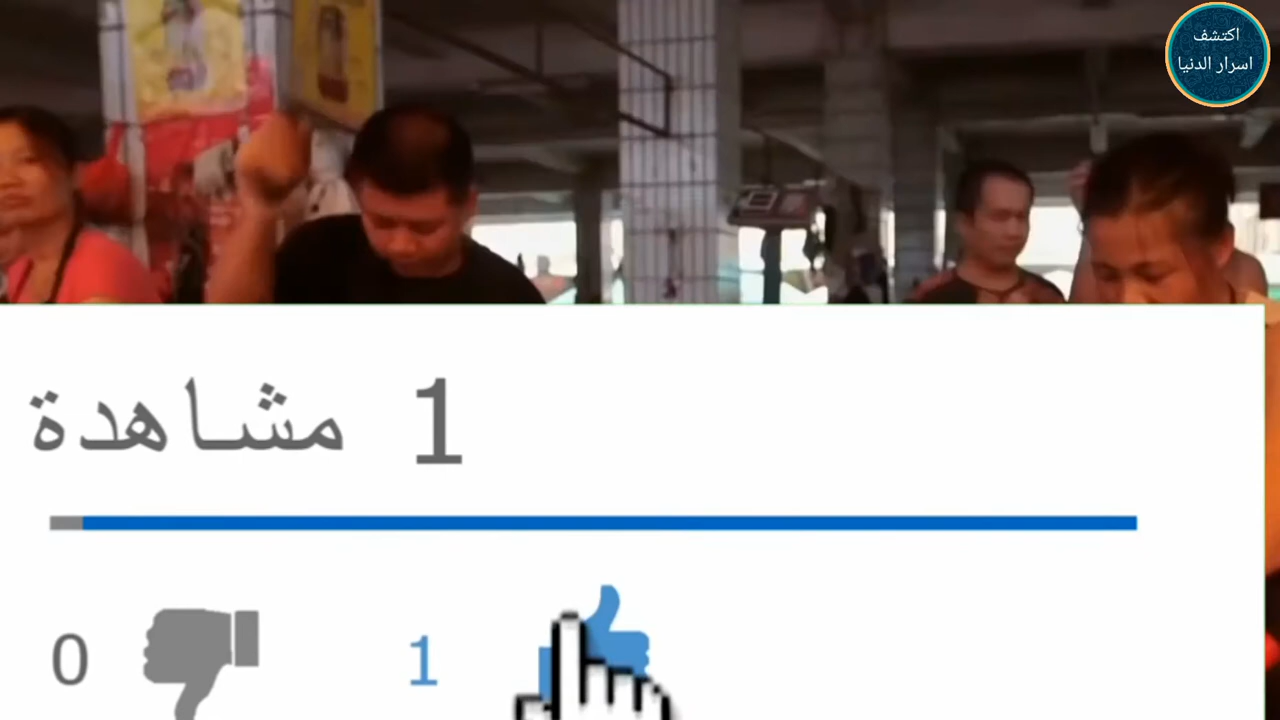 اكتشف
اسرار الدنيا
1 مشاهدة
1
0